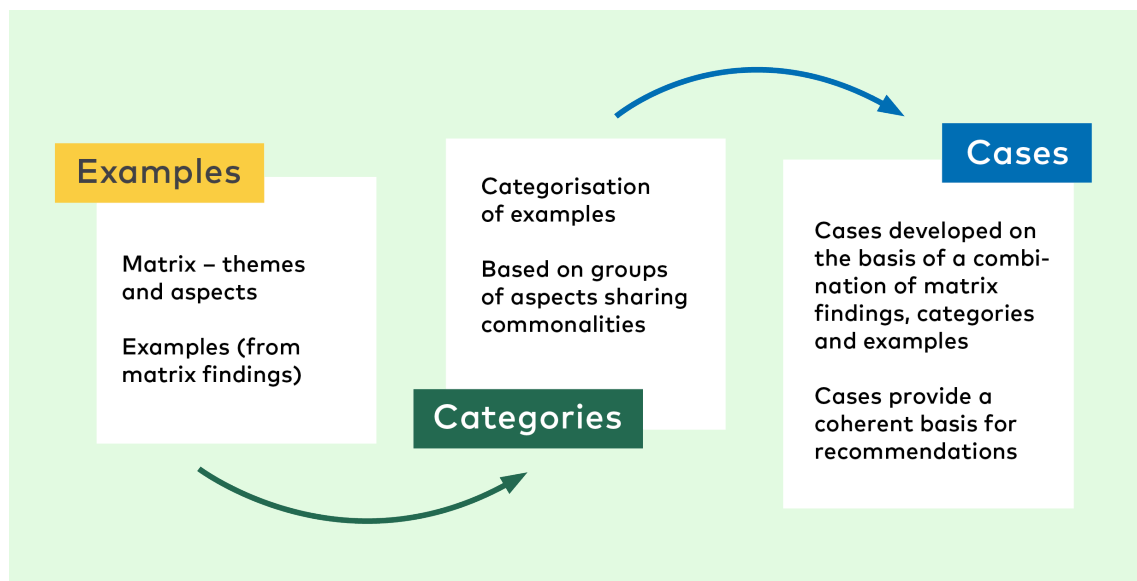 Examples
Matrix – themes
and aspects
Examples (from
matrix findings)
Categorisation
of examples
Based on groups
of aspects sharing
commonalities
Categories
Cases
Cases developed on
the basis of a combi-
nation of matrix
findings, categories
and examples
Cases provide a
coherent basis for
recommendations